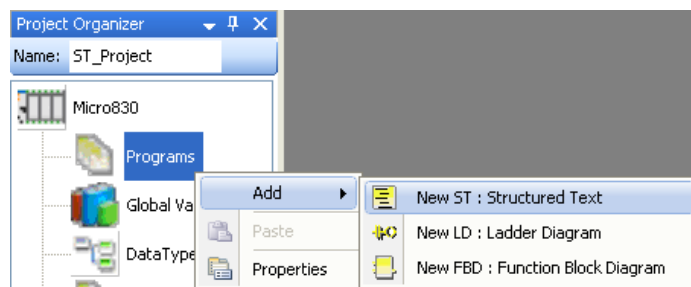 Project Organizer
Name: ST_Project
Micro830
Programs
Global Va
DataType
Add
Paste
Properties
New ST : Structured Text
New LD : Ladder Diagram
New FBD : Function Block Diagram